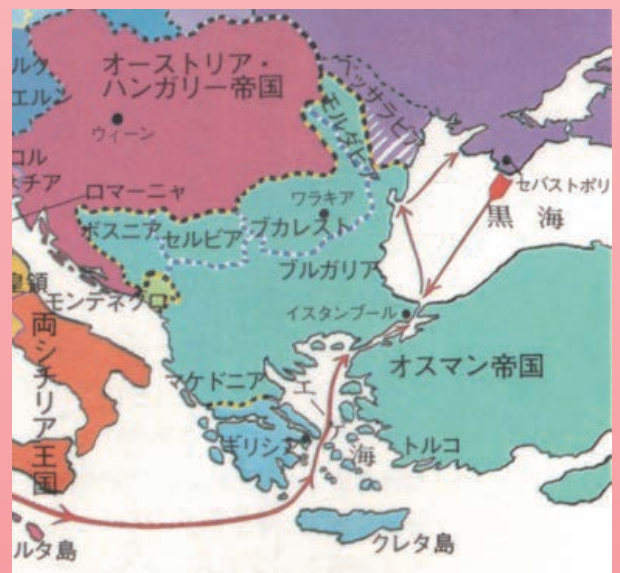 オーストリア・
ハンガリー帝国
ウィーン
エルン
ベッサラビア
モルダビア
ロマーニャ
ワラキア
ブカレスト
ボスニア
セルビア
ブルガリア
セバストポリ
黒海
モンテネグロ
イスタンブール
両シチリア王国
マケドニア
オスマン帝国
エーゲ海
ギリシア
トルコ
クレタ島
ルタ島